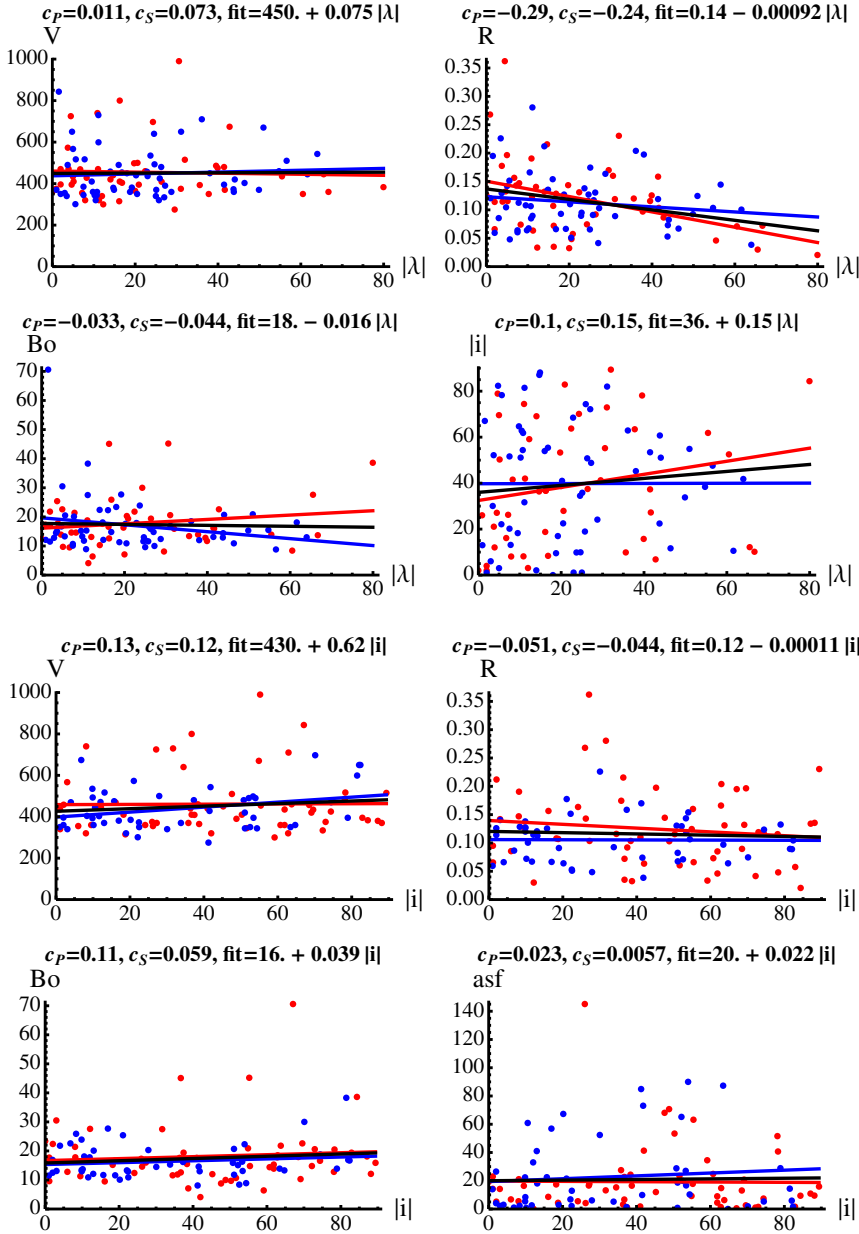 c_P=0.011, c_S=0.073, fit=450. + 0.075 |λ|
V
1000
800
600
400
200
0
0 20 40 60 80 |λ|
c_P=−0.29, c_S=−0.24, fit=0.14 − 0.00092 |λ|
R
0.35
0.30
0.25
0.20
0.15
0.10
0.05
0.00
0 20 40 60 80 |λ|
c_P=−0.033, c_S=−0.044, fit=18. − 0.016 |λ|
Bo
70
60
50
40
30
20
10
0
0 20 40 60 80 |λ|
c_P=0.1, c_S=0.15, fit=36. + 0.15 |λ|
|i|
80
60
40
20
0
0 20 40 60 80 |λ|
c_P=0.13, c_S=0.12, fit=430. + 0.62 |i|
V
1000
800
600
400
200
0
0 20 40 60 80 |i|
c_P=−0.051, c_S=−0.044, fit=0.12 − 0.00011 |i|
R
0.35
0.30
0.25
0.20
0.15
0.10
0.05
0.00
0 20 40 60 80 |i|
c_P=0.11, c_S=0.059, fit=16. + 0.039 |i|
Bo
70
60
50
40
30
20
10
0
0 20 40 60 80 |i|
c_P=0.023, c_S=0.0057, fit=20. + 0.022 |i|
asf
140
120
100
80
60
40
20
0
0 20 40 60 80 |i|